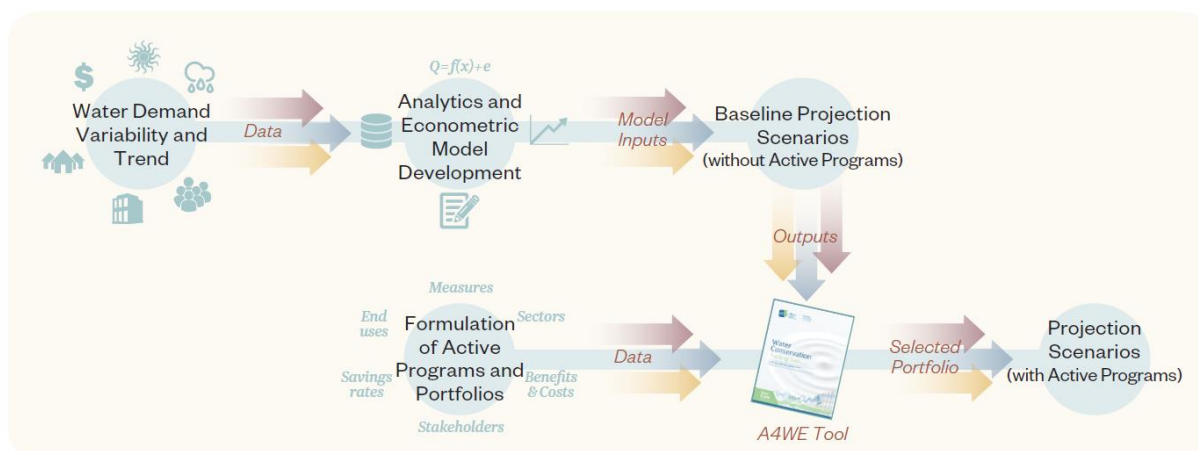 Q=f(x)+e
Water Demand
Variability and
Trend
Data
Analytics and
Econometric
Model
Development
Model
Inputs
Baseline Projection
Scenarios
(without Active Programs)
Outputs
Measures
End
uses
Sectors
Formulation
of Active
Programs and
Portfolios
Savings
rates
Benefits
& Costs
Stakeholders
Data
Water
Conservation
A4WE Tool
Selected
Portfolio
Projection
Scenarios
(with Active Programs)